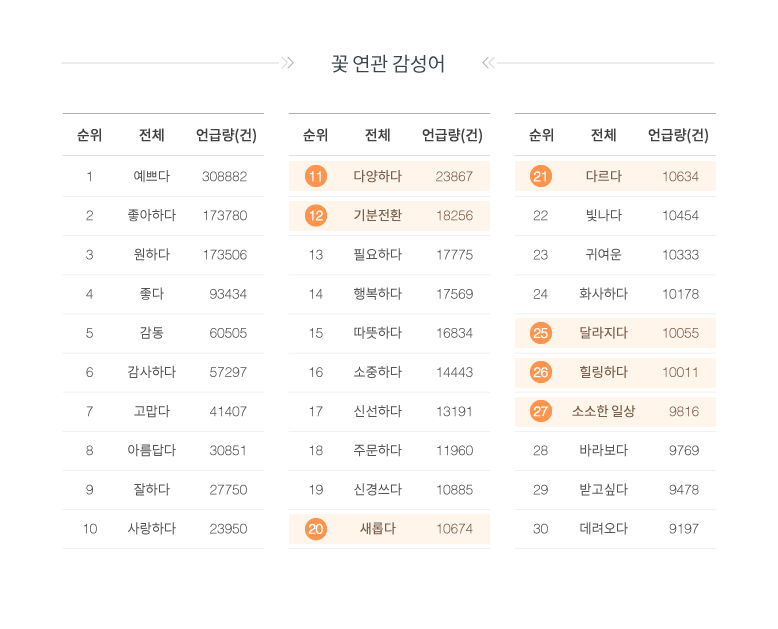 꽃 연관 감성어
순위 전체 언급량(건)
1 예쁘다 308882
2 좋아하다 173780
3 원하다 173506
4 좋다 93434
5 감동 60505
6 감사하다 57297
7 고맙다 41407
8 아름답다 30851
9 잘하다 27750
10 사랑하다 23950
순위 전체 언급량(건)
11 다양하다 23867
12 기분전환 18256
13 필요하다 17775
14 행복하다 17569
15 따뜻하다 16834
16 소중하다 14443
17 신선하다 13191
18 주문하다 11960
19 신경쓰다 10885
20 새롭다 10674
순위 전체 언급량(건)
21 다르다 10634
22 빛나다 10454
23 귀여운 10333
24 화사하다 10178
25 달라지다 10055
26 힐링하다 10011
27 소소한 일상 9816
28 바라보다 9769
29 받고싶다 9478
30 데려오다 9197